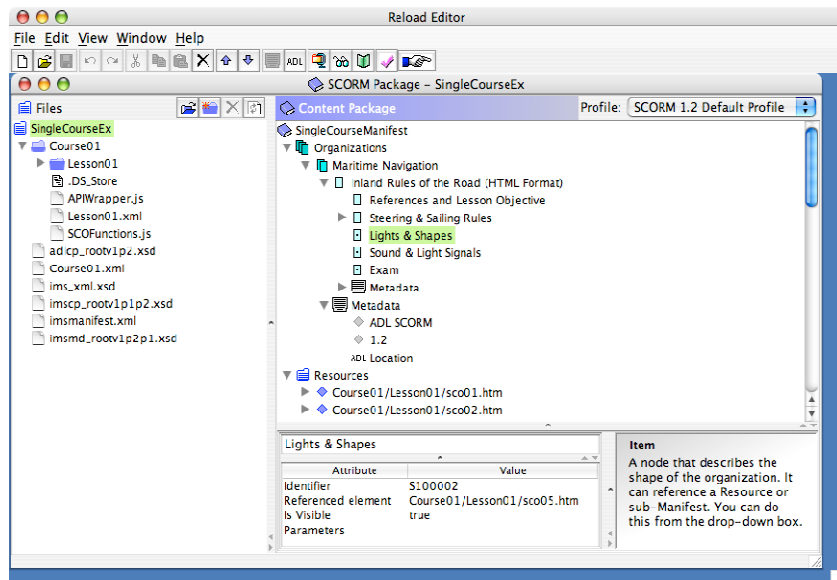 Reload Editor
File Edit View Window Help
ADL
SCORM Package - SingleCourseEx
Files
SingleCourseEx
Course01
Lesson01
.DS_Store
APIWrapper.js
Lesson01.xml
SCOFunctions.js
adlcp_rootv1p2.xsd
Course01.xml
ims_xml.xsd
imscp_rootv1p1p2.xsd
imsmanifest.xml
imsmd_rootv1p2p1.xsd
Content Package
Profile: SCORM 1.2 Default Profile
SingleCourseManifest
Organizations
Maritime Navigation
Inland Rules of the Road (HTML Format)
References and Lesson Objective
Steering & Sailing Rules
Lights & Shapes
Sound & Light Signals
Exam
Metadata
Metadata
ADL SCORM
1.2
ADL Location
Resources
Course01/Lesson01/sco01.htm
Course01/Lesson01/sco02.htm
Lights & Shapes
Attribute Value
Identifier S100002
Referenced element Course01/Lesson01/sco05.htm
Is Visible true
Parameters
Item
A node that describes the
shape of the organization. It
can reference a Resource or
sub-Manifest. You can do
this from the drop-down box.